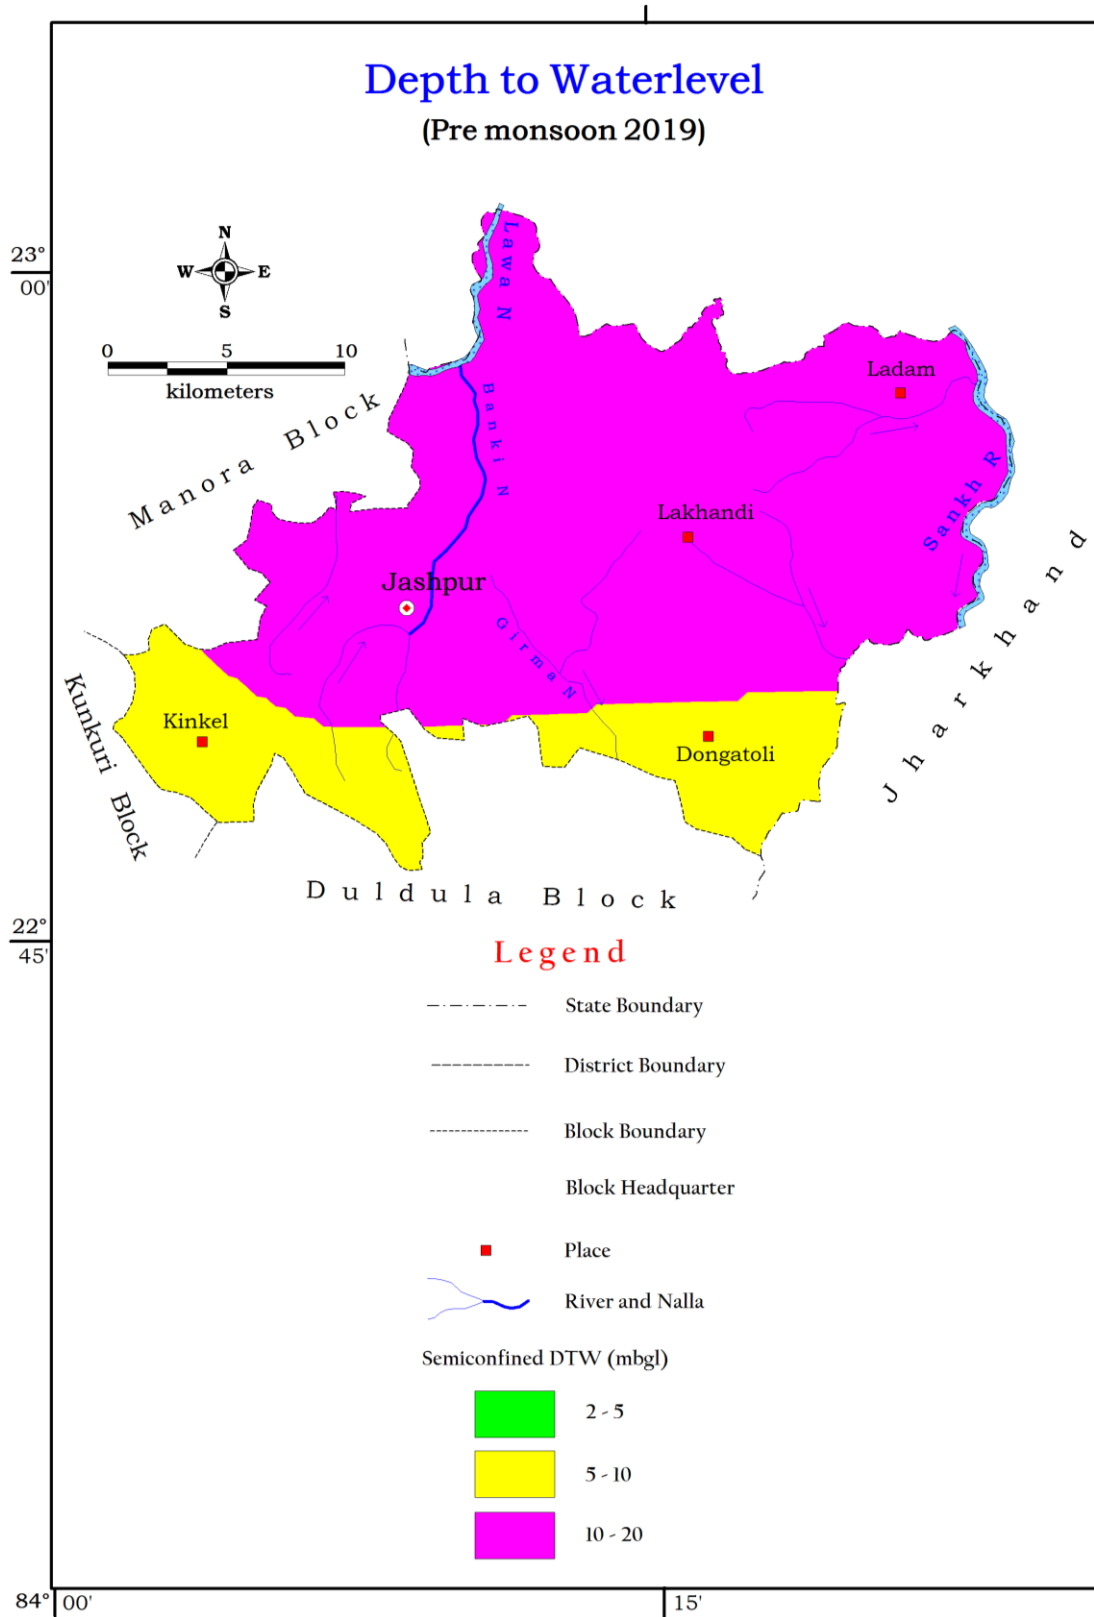 Depth to Waterlevel
(Pre monsoon 2019)
N
W E
S
23°
00'
0 5 10
kilometers
Lawa N
Ladam
Banki N
Manora Block
Sankh R
Lakhandi
Jashpur
Girma N
Jharkhand
Kunkuri Block
Kinkel
Dongatoli
Duldula Block
22°
45'
Legend
State Boundary
District Boundary
Block Boundary
Block Headquarter
Place
River and Nalla
Semiconfined DTW (mbgl)
2 - 5
5 - 10
10 - 20
84° 00' 15'